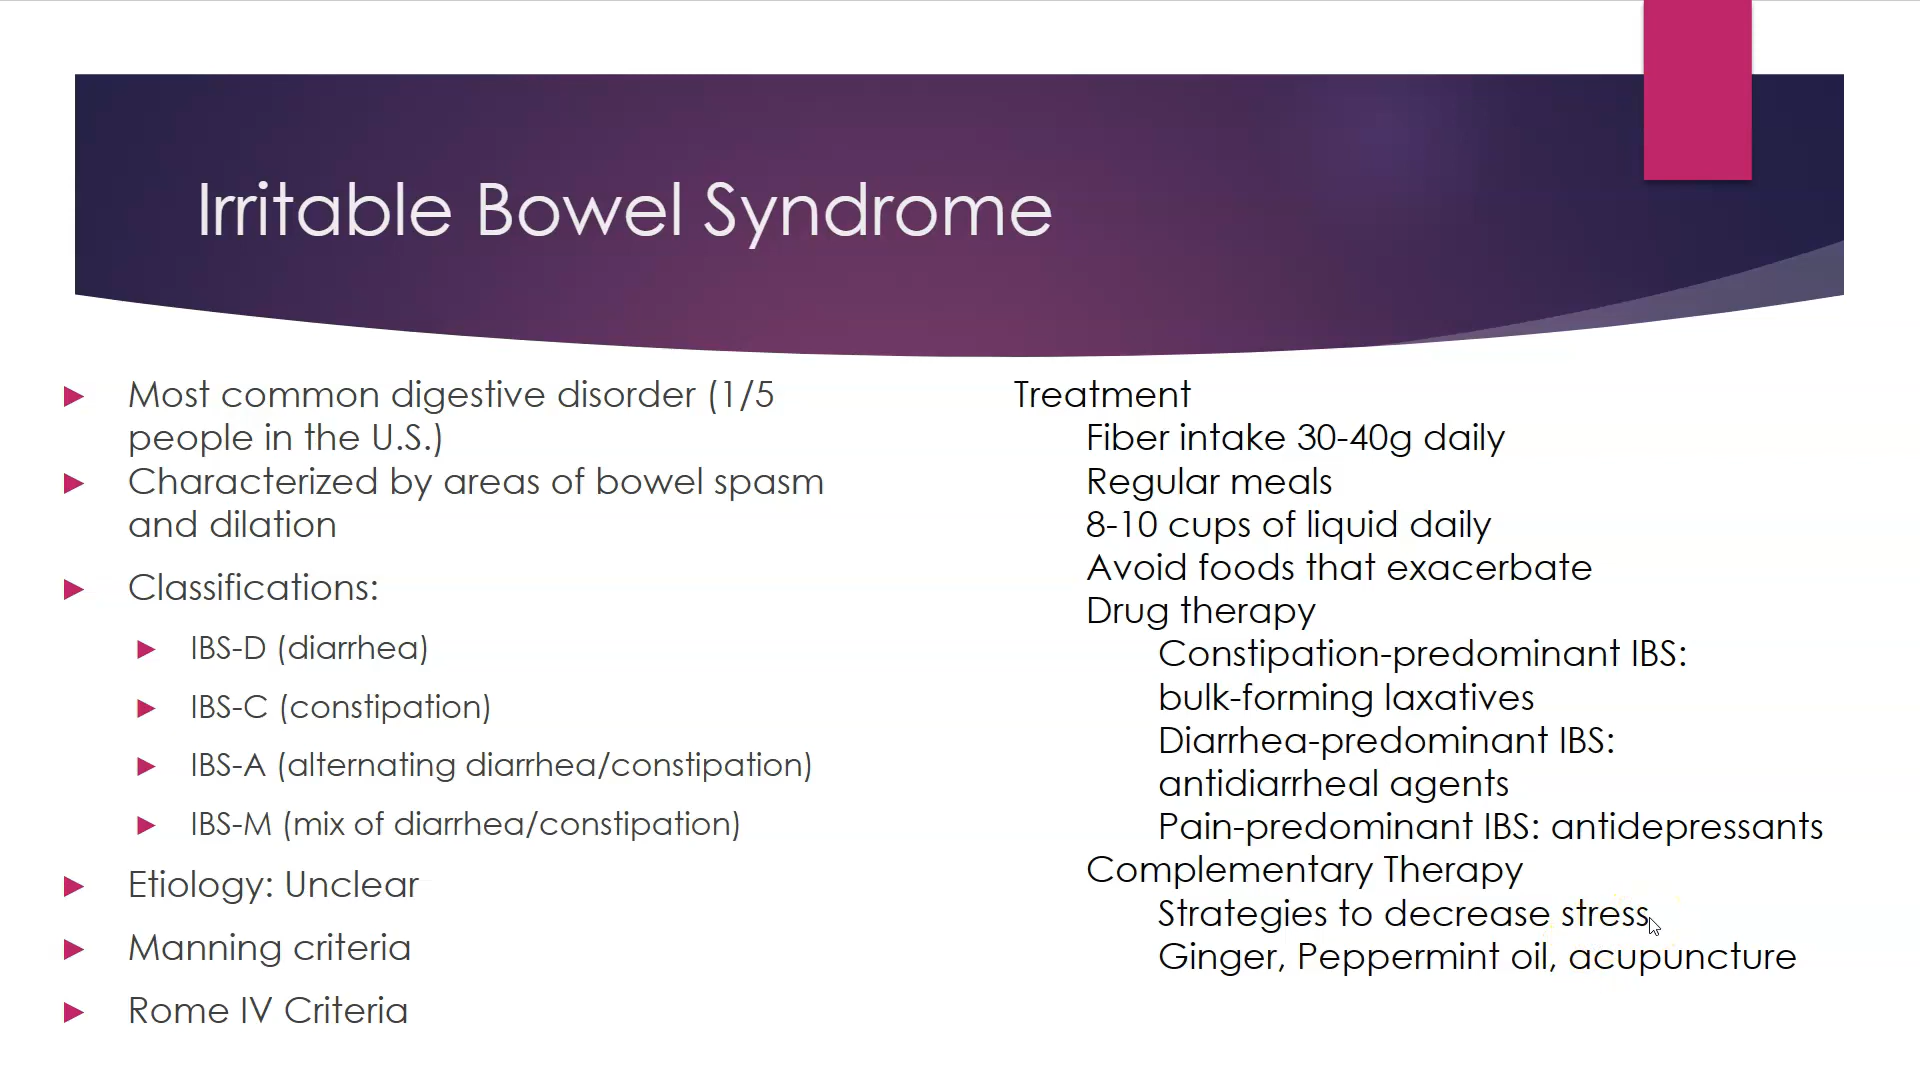 Irritable Bowel Syndrome
Most common digestive disorder (1/5
people in the U.S.)
Characterized by areas of bowel spasm
and dilation
Classifications:
IBS-D (diarrhea)
IBS-C (constipation)
IBS-A (alternating diarrhea/constipation)
IBS-M (mix of diarrhea/constipation)
Etiology: Unclear
Manning criteria
Rome IV Criteria
Treatment
Fiber intake 30-40g daily
Regular meals
8-10 cups of liquid daily
Avoid foods that exacerbate
Drug therapy
Constipation-predominant IBS:
bulk-forming laxatives
Diarrhea-predominant IBS:
antidiarrheal agents
Pain-predominant IBS: antidepressants
Complementary Therapy
Strategies to decrease stress
Ginger, Peppermint oil, acupuncture